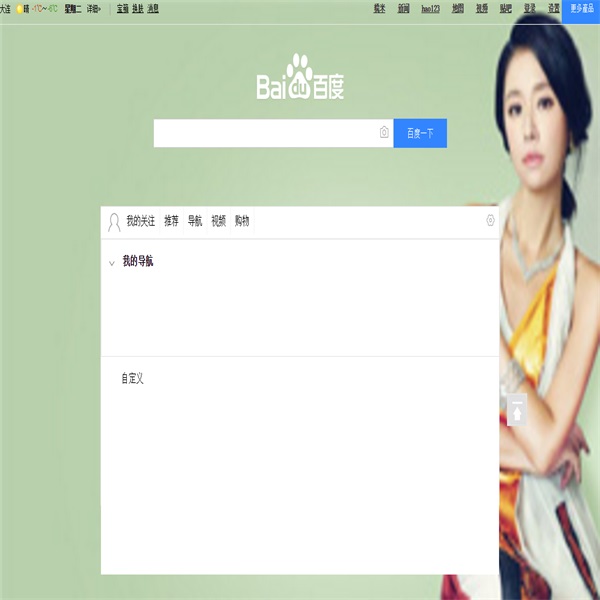 大连 晴 -1℃~-6℃ 星期二 详细» 宝箱 换肤 消息 糯米 新闻 hao123 地图 视频 贴吧 登录 设置 更多產品
Bai du 百度
百度一下
我的关注 推荐 导航 视频 购物
我的导航
自定义